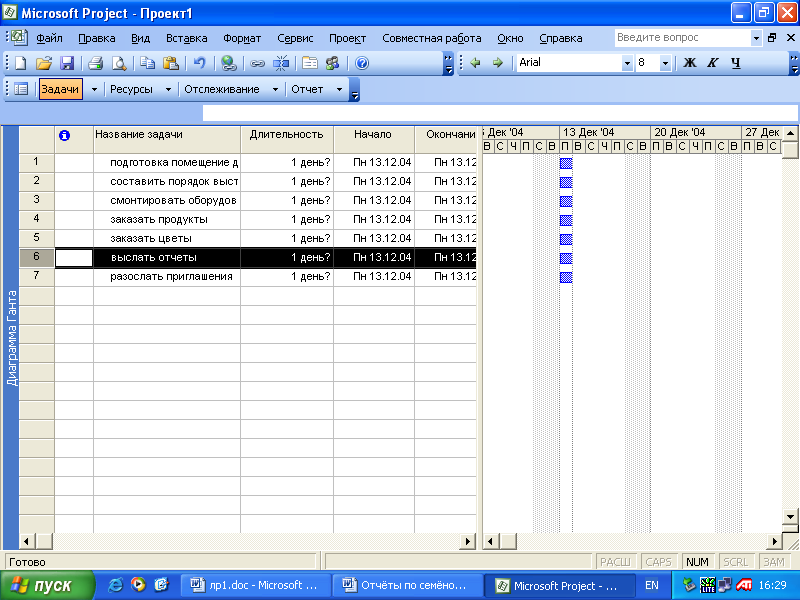 Microsoft Project - Проект1
Файл Правка Вид Вставка Формат Сервис Проект Совместная работа Окно Справка Введите вопрос
Arial 8 Ж К Ч
Задачи Ресурсы Отслеживание Отчет
Название задачи Длительность Начало Окончани 6 Дек '04 13 Дек '04 20 Дек '04 27 Дек
В С Ч П С В П В С Ч П С В П В С Ч П С В П В С
1 подготовка помещение д 1 день? Пн 13.12.04 Пн 13.12
2 составить порядок выст 1 день? Пн 13.12.04 Пн 13.12
3 смонтировать оборудов 1 день? Пн 13.12.04 Пн 13.12
4 заказать продукты 1 день? Пн 13.12.04 Пн 13.12
5 заказать цветы 1 день? Пн 13.12.04 Пн 13.12
6 выслать отчеты 1 день? Пн 13.12.04 Пн 13.12
7 разослать приглашения 1 день? Пн 13.12.04 Пн 13.12
Диаграмма Ганта
Готово РАСШ CAPS NUM SCRL ЗАМ
пуск лр1.doc - Microsoft ... Отчёты по семёно... Microsoft Project - ... EN LITE 16:29